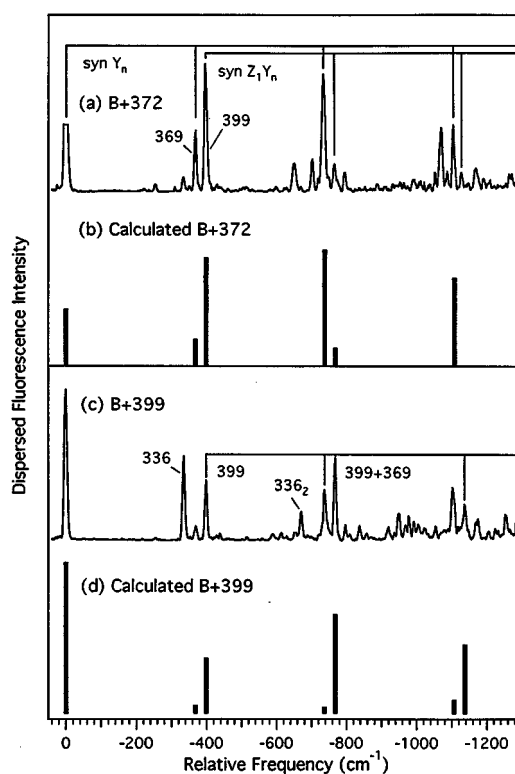 syn Yn
syn Z1Yn
(a) B+372
369
399
(b) Calculated B+372
(c) B+399
336
399
3362
399+369
(d) Calculated B+399
Dispersed Fluorescence Intensity
0 -200 -400 -600 -800 -1000 -1200
Relative Frequency (cm-1)